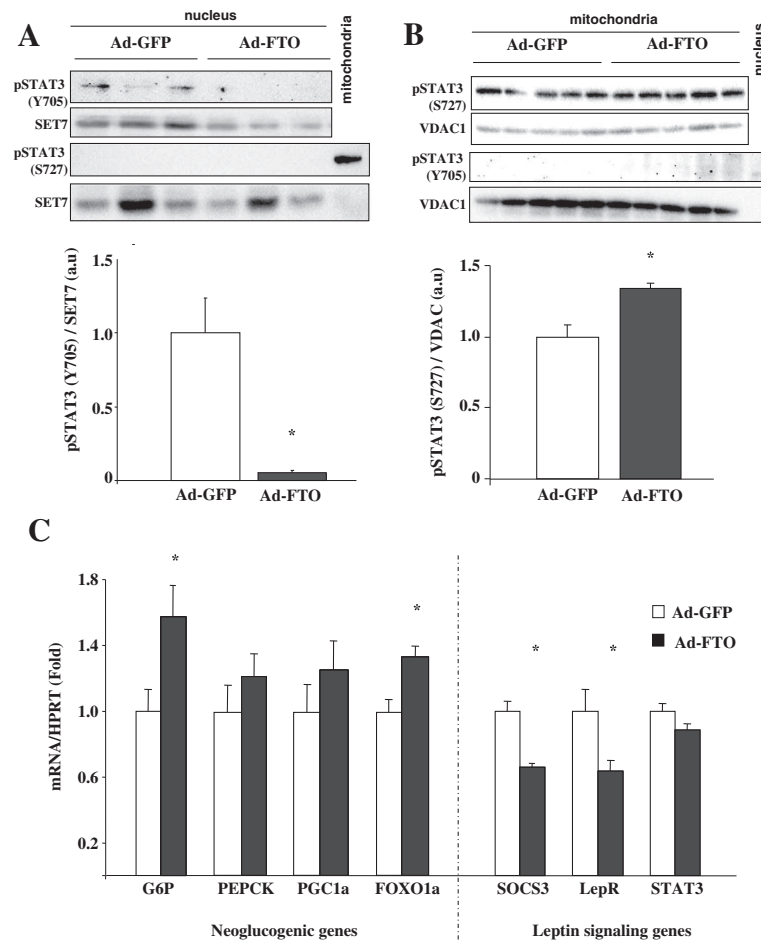 A
nucleus
Ad-GFP Ad-FTO
mitochondria
pSTAT3
(Y705)
SET7
pSTAT3
(S727)
SET7
pSTAT3 (Y705) / SET7 (a.u)
1.5
1.0
0.5
0
*
Ad-GFP Ad-FTO
B
mitochondria
Ad-GFP Ad-FTO
nucleus
pSTAT3
(S727)
VDAC1
pSTAT3
(Y705)
VDAC1
pSTAT3 (S727) / VDAC (a.u)
1.5
1.0
0.5
0
*
Ad-GFP Ad-FTO
C
mRNA/HPRT (Fold)
1.8
1.4
1.0
0.6
0.2
* * * *
Ad-GFP
Ad-FTO
G6P PEPCK PGC1a FOXO1a SOCS3 LepR STAT3
Neoglucogenic genes Leptin signaling genes